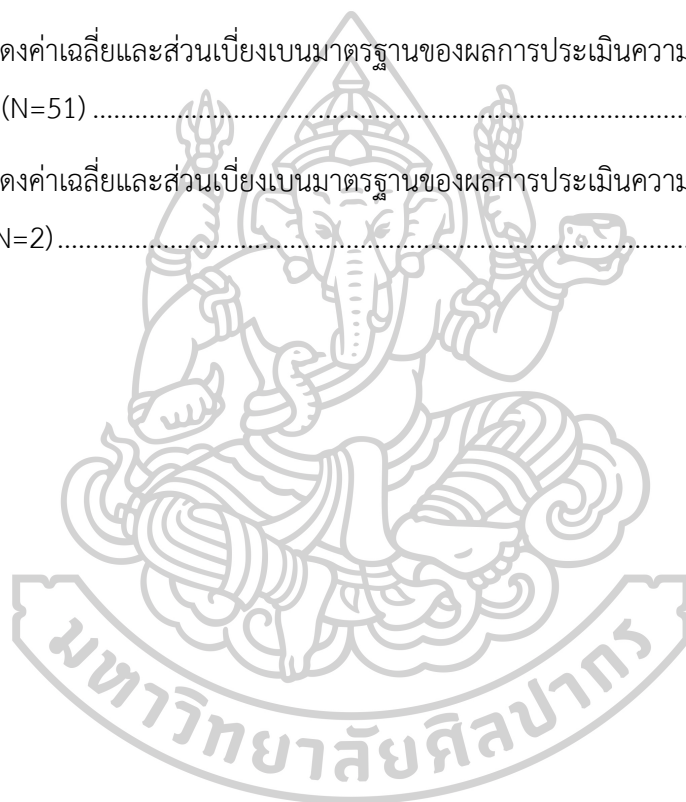 ดงค่าเฉลี่ยและส่วนเบี่ยงเบนมาตรฐานของผลการประเมินความ
(N=51) ..........................................................................................
ดงค่าเฉลี่ยและส่วนเบี่ยงเบนมาตรฐานของผลการประเมินความ
N=2) ...............................................................................................
มหาวิทยาลัยศิลปากร